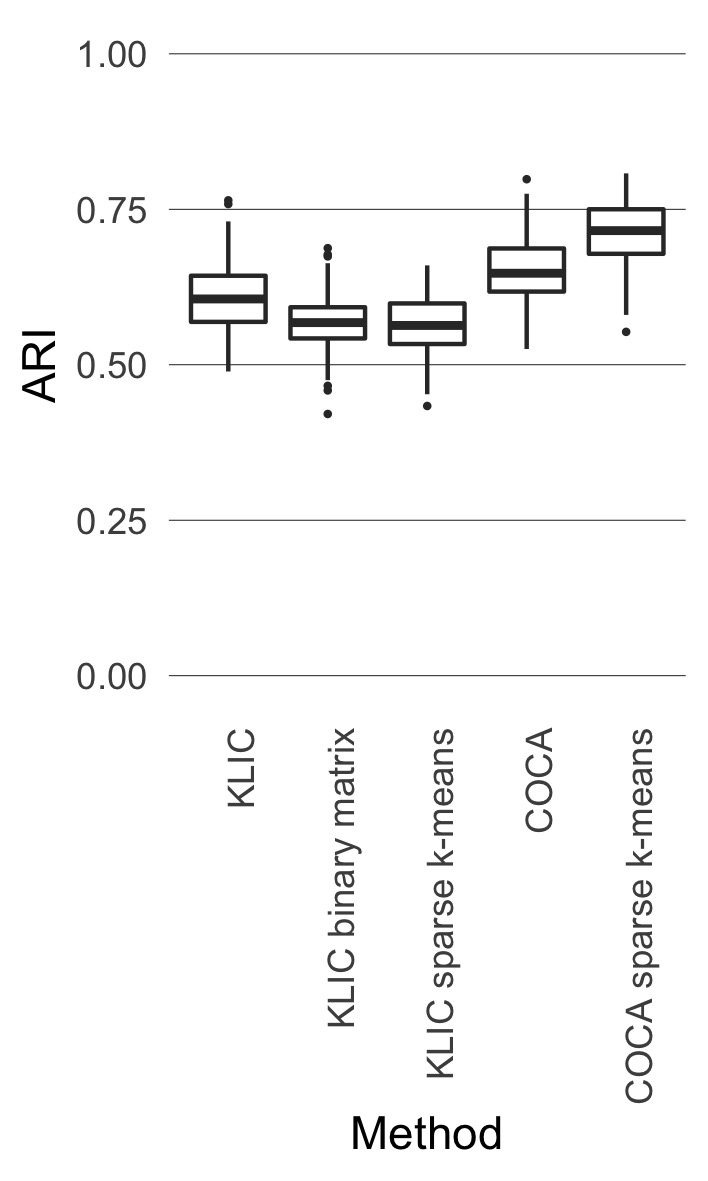 1.00
0.75
0.50
0.25
0.00
ARI
KLIC
KLIC binary matrix
KLIC sparse k-means
COCA
COCA sparse k-means
Method